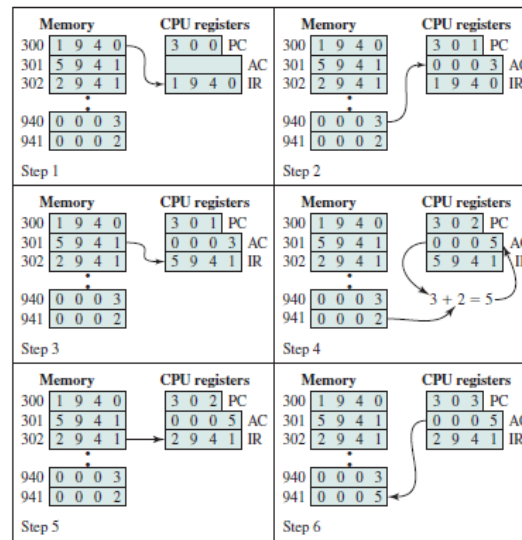 Memory CPU registers
300 1 9 4 0 3 0 0 PC
301 5 9 4 1 AC
302 2 9 4 1 1 9 4 0 IR
940 0 0 0 3
941 0 0 0 2
Step 1
Memory CPU registers
300 1 9 4 0 3 0 1 PC
301 5 9 4 1 0 0 0 3 AC
302 2 9 4 1 1 9 4 0 IR
940 0 0 0 3
941 0 0 0 2
Step 2
Memory CPU registers
300 1 9 4 0 3 0 1 PC
301 5 9 4 1 0 0 0 3 AC
302 2 9 4 1 5 9 4 1 IR
940 0 0 0 3
941 0 0 0 2
Step 3
Memory CPU registers
300 1 9 4 0 3 0 2 PC
301 5 9 4 1 0 0 0 5 AC
302 2 9 4 1 5 9 4 1 IR
940 0 0 0 3 3 + 2 = 5
941 0 0 0 2
Step 4
Memory CPU registers
300 1 9 4 0 3 0 2 PC
301 5 9 4 1 0 0 0 5 AC
302 2 9 4 1 2 9 4 1 IR
940 0 0 0 3
941 0 0 0 2
Step 5
Memory CPU registers
300 1 9 4 0 3 0 3 PC
301 5 9 4 1 0 0 0 5 AC
302 2 9 4 1 2 9 4 1 IR
940 0 0 0 3
941 0 0 0 5
Step 6